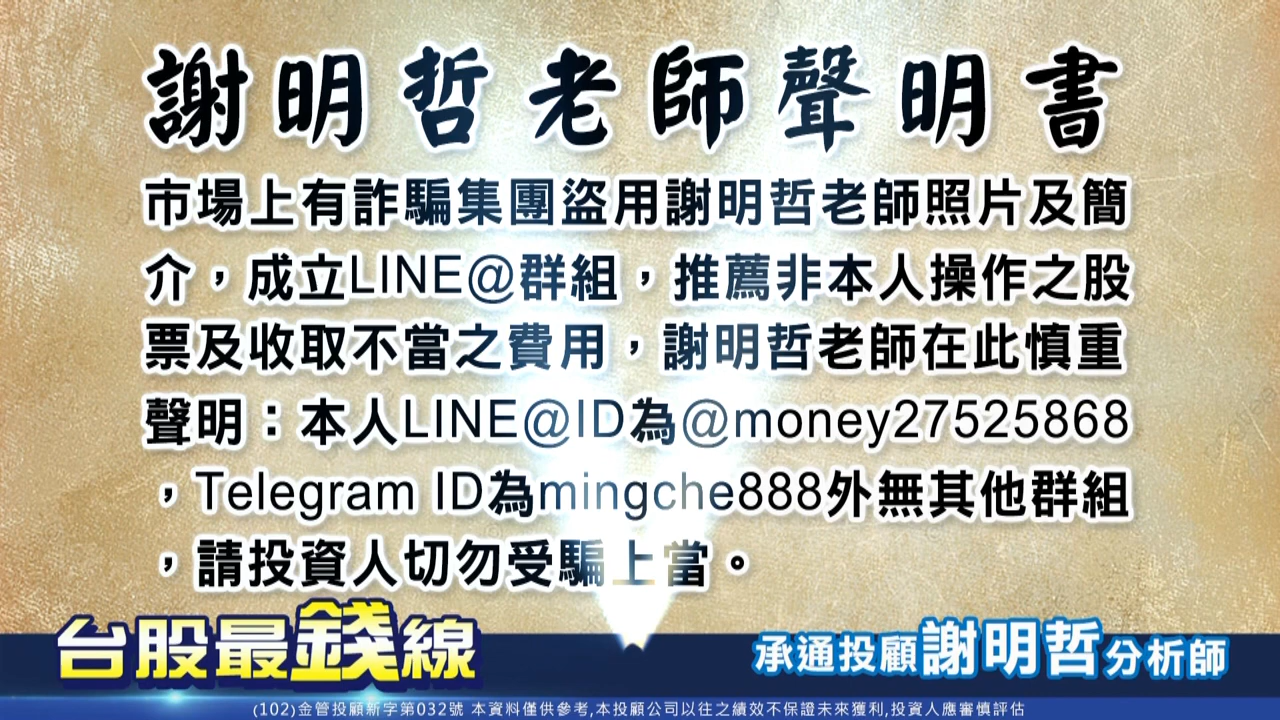 謝明哲老師聲明書
市場上有詐騙集團盜用謝明哲老師照片及簡
介，成立LINE@群組，推薦非本人操作之股
票及收取不當之費用，謝明哲老師在此慎重
聲明：本人LINE@ID為@money27525868
，Telegram ID為mingche888外無其他群組
，請投資人切勿受騙上當。
台股最錢線
承通投顧謝明哲分析師
(102)金管投顧新字第032號 本資料僅供參考,本投顧公司以往之績效不保證未來獲利,投資人應審慎評估